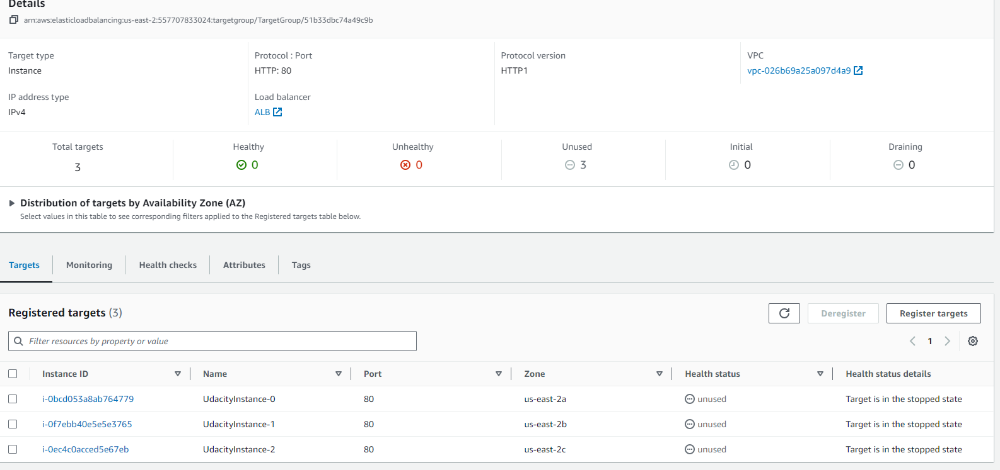 Details
arn:aws:elasticloadbalancing:us-east-2:557707833024:targetgroup/TargetGroup/51b33dbc74a49c9b
Target type
Instance
Protocol : Port
HTTP: 80
Protocol version
HTTP1
VPC
vpc-026b69a25a097d4a9
IP address type
IPv4
Load balancer
ALB
Total targets
3
Healthy
0
Unhealthy
0
Unused
3
Initial
0
Draining
0
Distribution of targets by Availability Zone (AZ)
Select values in this table to see corresponding filters applied to the Registered targets table below.
Targets Monitoring Health checks Attributes Tags
Registered targets (3)
Deregister Register targets
Filter resources by property or value
1
Instance ID Name Port Zone Health status Health status details
i-0bcd053a8ab764779 UdacityInstance-0 80 us-east-2a unused Target is in the stopped state
i-0f7ebb40e5e5e3765 UdacityInstance-1 80 us-east-2b unused Target is in the stopped state
i-0ec4c0acced5e67eb UdacityInstance-2 80 us-east-2c unused Target is in the stopped state